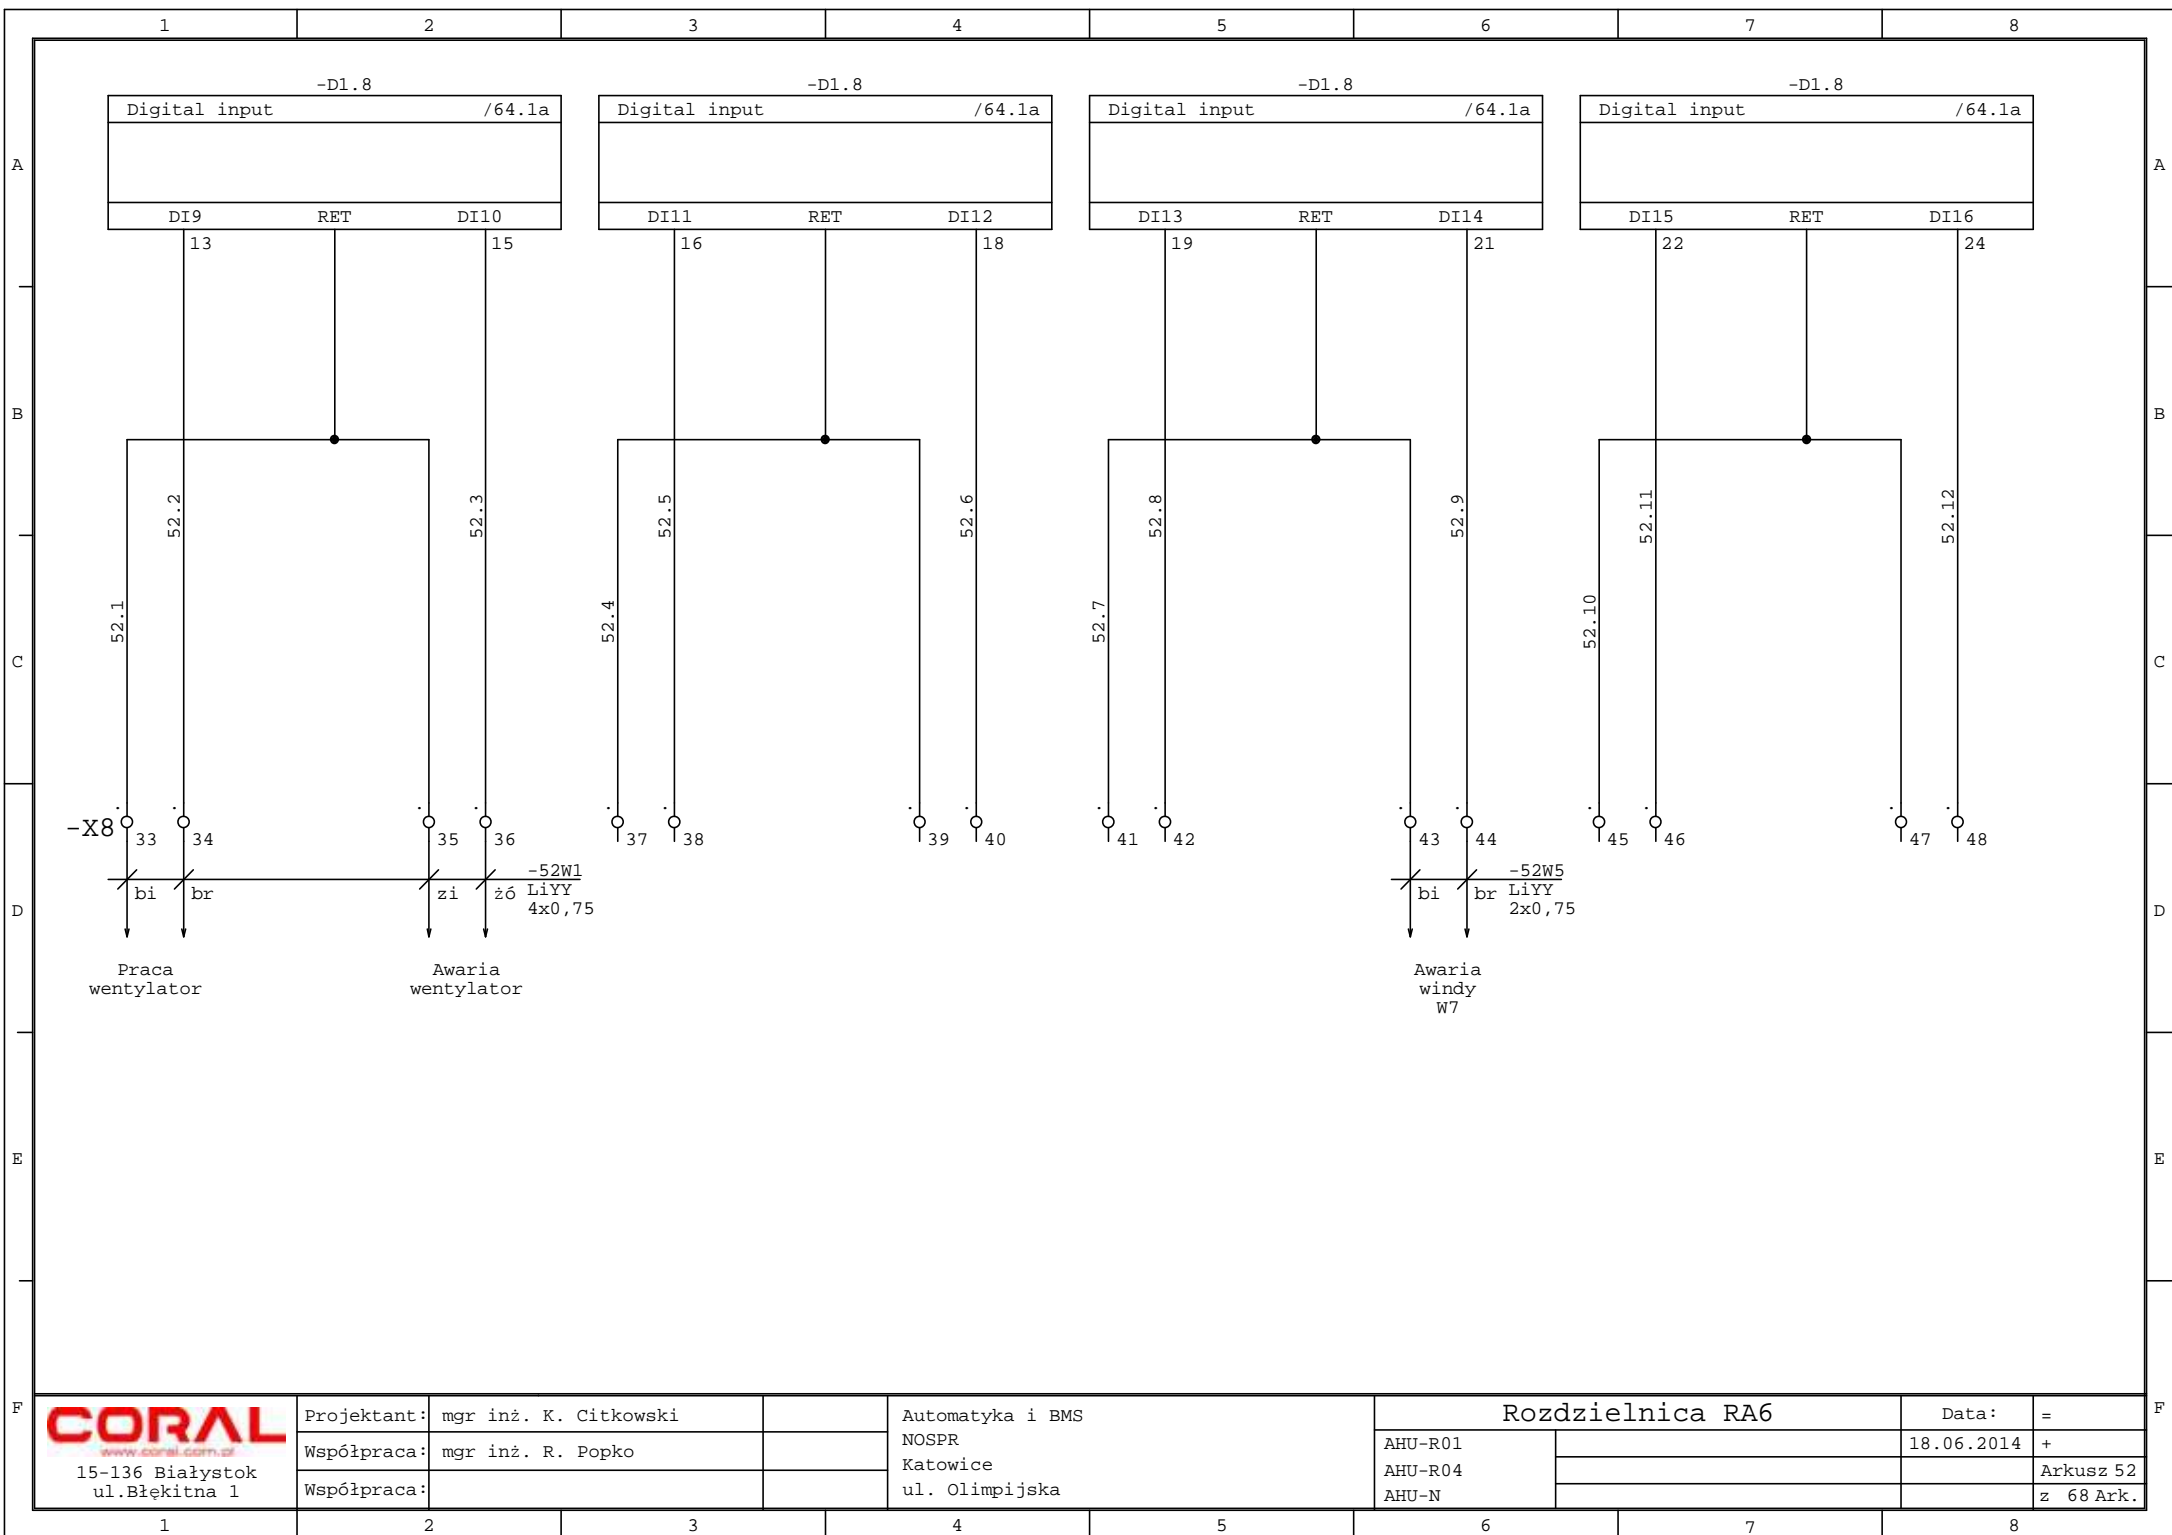 1 2 3 4 5 6 7 8
-D1.8 -D1.8 -D1.8 -D1.8
Digital input /64.1a Digital input /64.1a Digital input /64.1a Digital input /64.1a
A A
DI9 RET DI10 DI11 RET DI12 DI13 RET DI14 DI15 RET DI16
13 15 16 18 19 21 22 24
B B
52.2 52.3 52.5 52.6 52.8 52.9 52.11 52.12
52.1 52.4 52.7 52.10
C C
-X8 33 34 35 36 37 38 39 40 41 42 43 44 45 46 47 48
-52W1 -52W5
bi br zi żó LiYY bi br LiYY
4x0,75 2x0,75
D D
Praca Awaria Awaria
wentylator wentylator windy
W7
E E
F F
CORAL
www.coral.com.pl
15-136 Białystok
ul.Błękitna 1
Projektant: mgr inż. K. Citkowski
Współpraca: mgr inż. R. Popko
Współpraca:
Automatyka i BMS
NOSPR
Katowice
ul. Olimpijska
Rozdzielnica RA6
AHU-R01
AHU-R04
AHU-N
Data: =
18.06.2014 +
Arkusz 52
z 68 Ark.
1 2 3 4 5 6 7 8